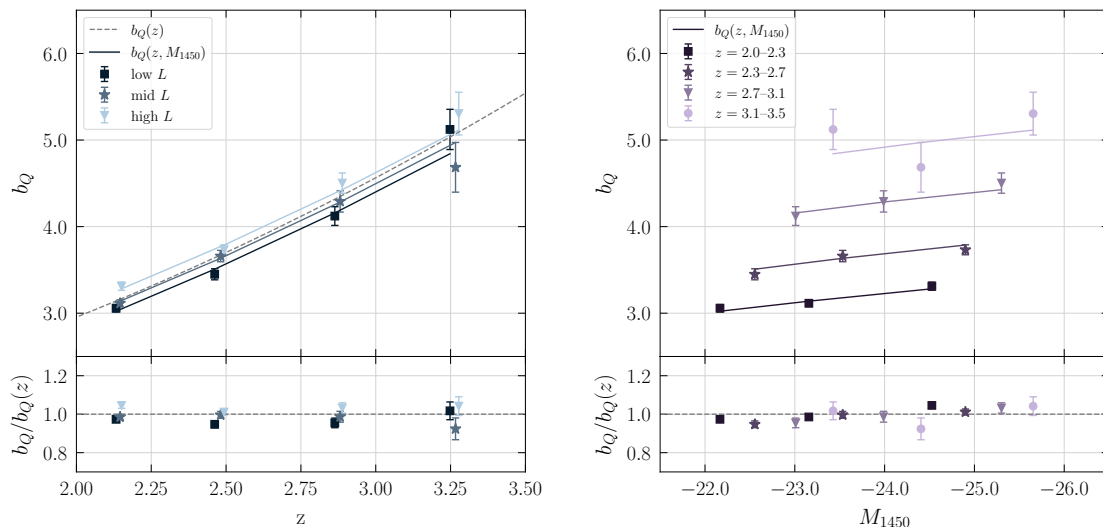 b_Q(z)
b_Q(z, M_1450)
low L
mid L
high L
6.0
5.0
4.0
3.0
b_Q
1.2
1.0
0.8
b_Q/b_Q(z)
2.00 2.25 2.50 2.75 3.00 3.25 3.50
z
b_Q(z, M_1450)
z = 2.0–2.3
z = 2.3–2.7
z = 2.7–3.1
z = 3.1–3.5
6.0
5.0
4.0
3.0
b_Q
1.2
1.0
0.8
b_Q/b_Q(z)
−22.0 −23.0 −24.0 −25.0 −26.0
M_1450